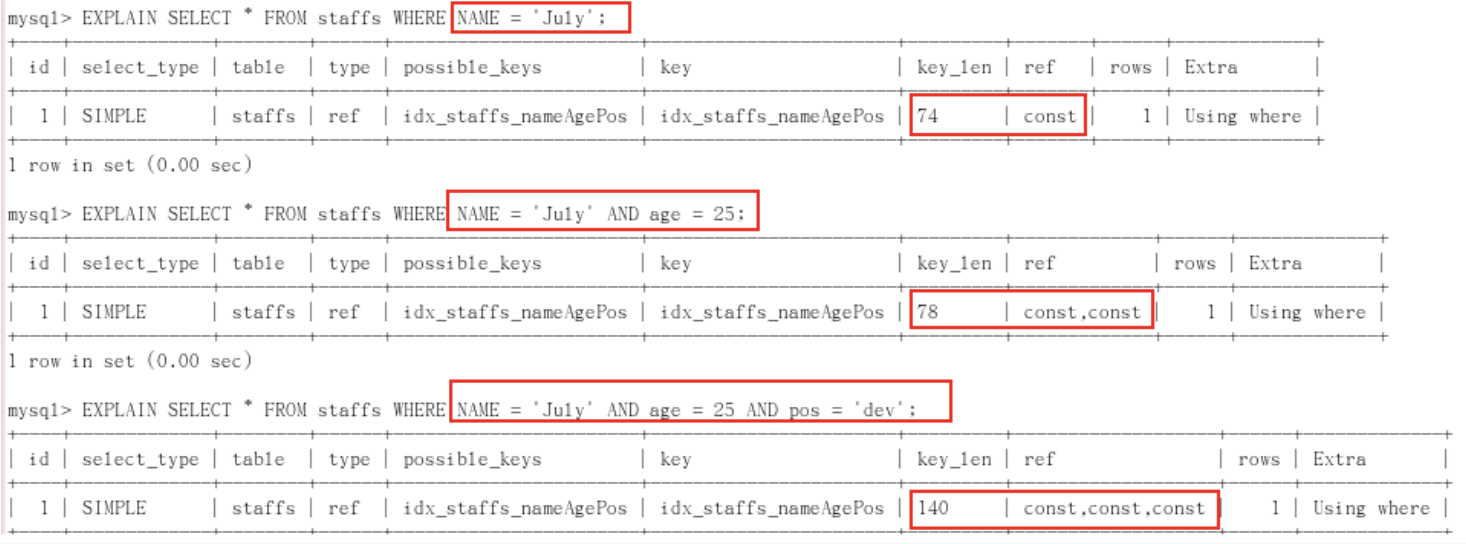 mysql> EXPLAIN SELECT * FROM staffs WHERE NAME = 'July';
| id | select_type | table | type | possible_keys | key | key_len | ref | rows | Extra |
| 1 | SIMPLE | staffs | ref | idx_staffs_nameAgePos | idx_staffs_nameAgePos | 74 | const | 1 | Using where |
1 row in set (0.00 sec)
mysql> EXPLAIN SELECT * FROM staffs WHERE NAME = 'July' AND age = 25;
| id | select_type | table | type | possible_keys | key | key_len | ref | rows | Extra |
| 1 | SIMPLE | staffs | ref | idx_staffs_nameAgePos | idx_staffs_nameAgePos | 78 | const,const | 1 | Using where |
1 row in set (0.00 sec)
mysql> EXPLAIN SELECT * FROM staffs WHERE NAME = 'July' AND age = 25 AND pos = 'dev';
| id | select_type | table | type | possible_keys | key | key_len | ref | rows | Extra |
| 1 | SIMPLE | staffs | ref | idx_staffs_nameAgePos | idx_staffs_nameAgePos | 140 | const,const,const | 1 | Using where |